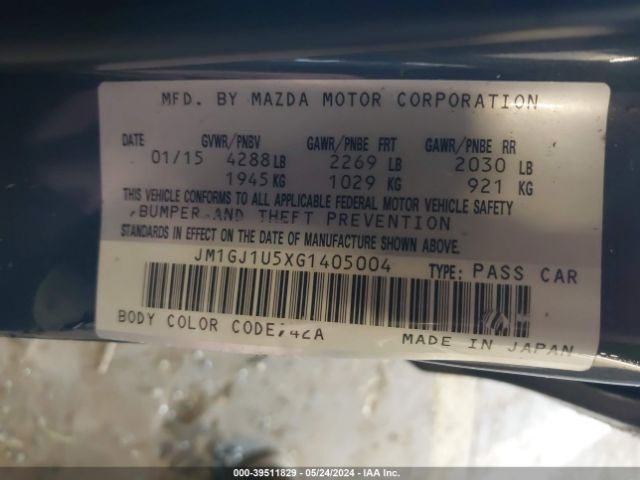 MFD. BY MAZDA MOTOR CORPORATION
DATE GVWR/PNBV GAWR/PNBE FRT GAWR/PNBE RR
01/15 4288 LB 2269 LB 2030 LB
1945 KG 1029 KG 921 KG
THIS VEHICLE CONFORMS TO ALL APPLICABLE FEDERAL MOTOR VEHICLE SAFETY
,BUMPER AND THEFT PREVENTION
STANDARDS IN EFFECT ON THE DATE OF MANUFACTURE SHOWN ABOVE.
JM1GJ1U5XG1405004 TYPE: PASS CAR
BODY COLOR CODE: 42A MADE IN JAPAN
000-39511829 - 05/24/2024 - IAA Inc.